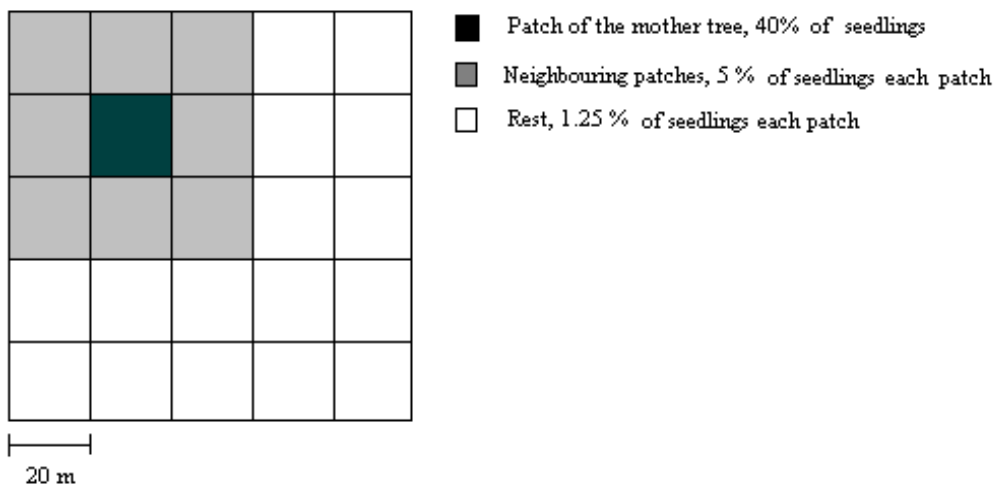 Patch of the mother tree, 40% of seedlings
Neighbouring patches, 5 % of seedlings each patch
Rest, 1.25 % of seedlings each patch
20 m